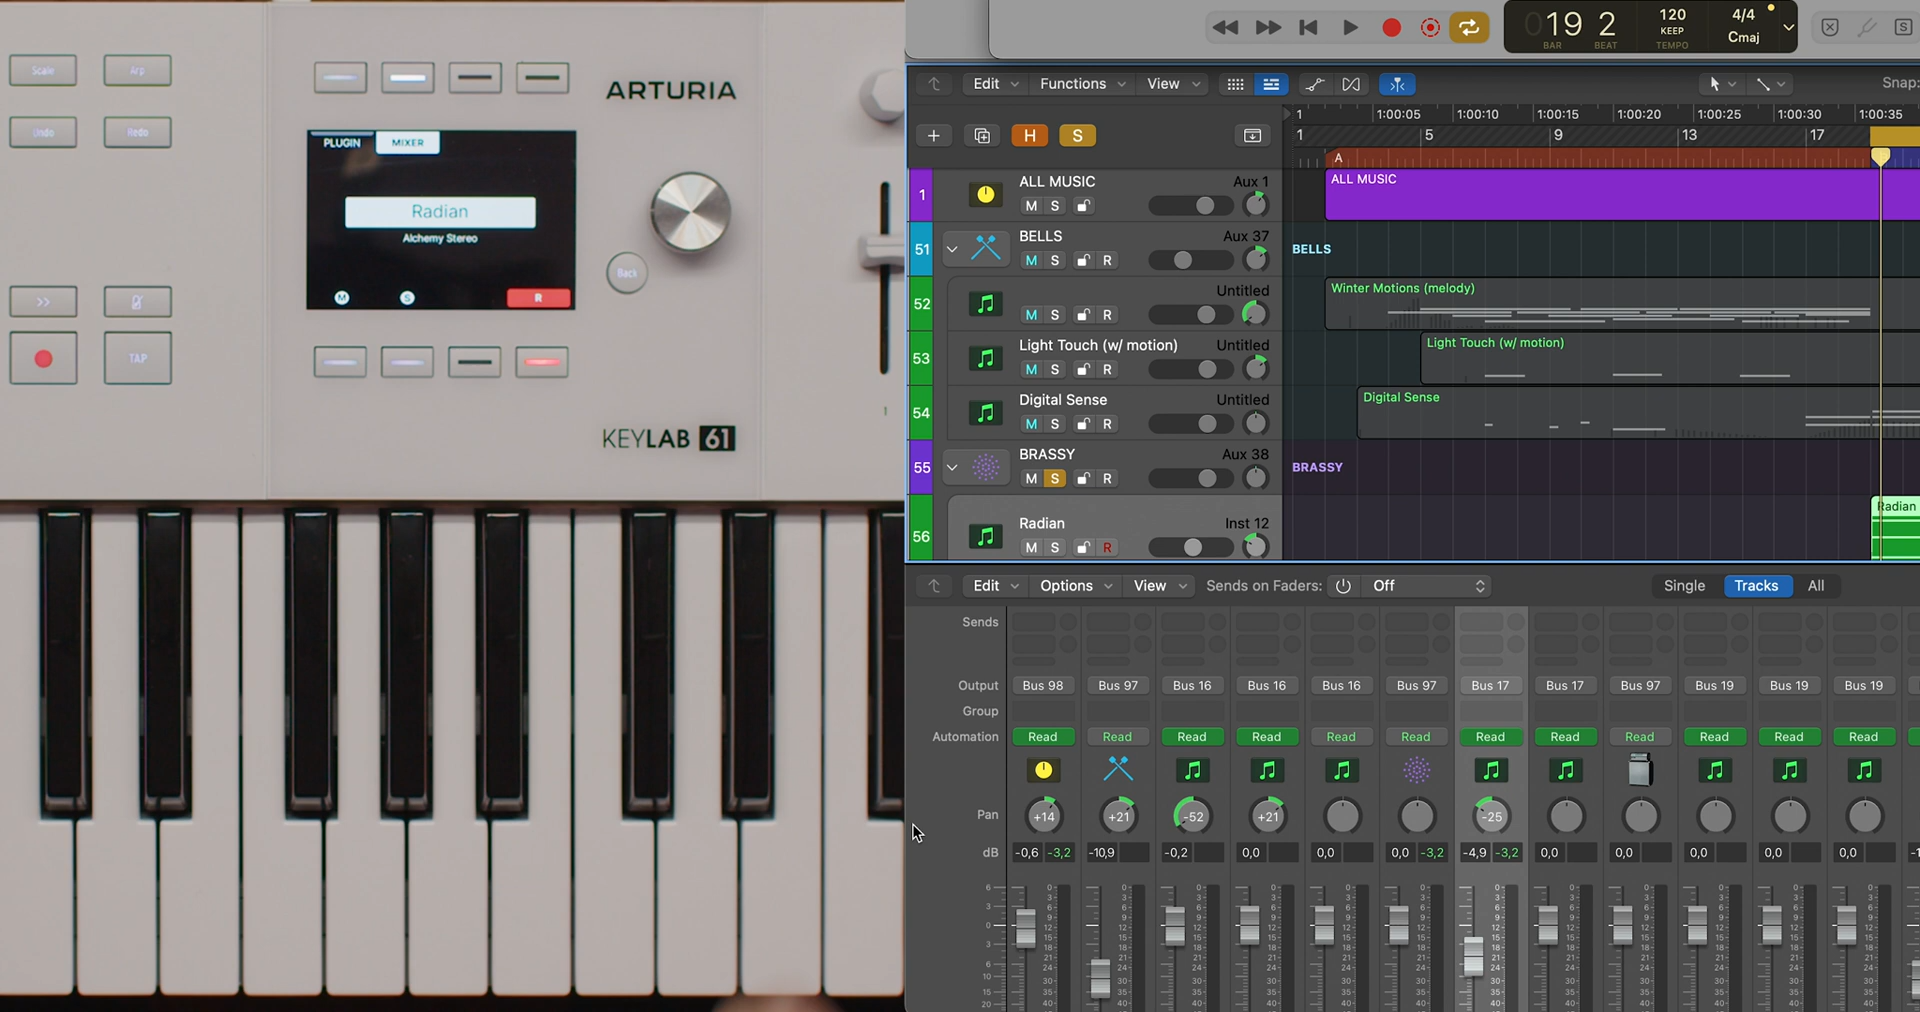 Scale
Arp
Undo
Redo
TAP
ARTURIA
PLUGIN
MIXER
Radian
Alchemy Stereo
M
S
R
Back
KEYLAB 61
1
19 2
BAR
BEAT
120
KEEP
TEMPO
4/4
Cmaj
S
Edit
Functions
View
Snap:
H
S
1
1:00:05
1:00:10
1:00:15
1:00:20
1:00:25
1:00:30
1:00:35
1
5
9
13
17
A
1
ALL MUSIC
Aux 1
M S
ALL MUSIC
51
BELLS
Aux 37
M S R
BELLS
52
Untitled
M S R
Winter Motions (melody)
53
Light Touch (w/ motion)
Untitled
M S R
Light Touch (w/ motion)
54
Digital Sense
Untitled
M S R
Digital Sense
55
BRASSY
Aux 38
M S R
BRASSY
56
Radian
Inst 12
M S R
Radian
Edit
Options
View
Sends on Faders:
Off
Single
Tracks
All
Sends
Output
Bus 98
Bus 97
Bus 16
Bus 16
Bus 16
Bus 97
Bus 17
Bus 17
Bus 97
Bus 19
Bus 19
Bus 19
Group
Automation
Read
Read
Read
Read
Read
Read
Read
Read
Read
Read
Read
Read
Pan
+14
+21
-52
+21
-25
dB
-0,6 -3,2
-10,9
-0,2
0,0
0,0
0,0 -3,2
-4,9 -3,2
0,0
0,0
0,0
0,0
0,0